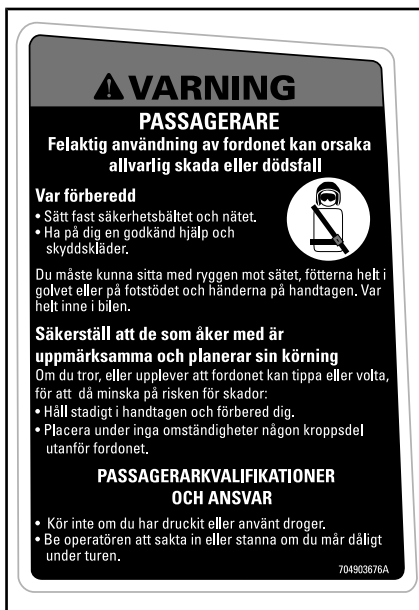 VARNING
PASSAGERARE
Felaktig användning av fordonet kan orsaka
allvarlig skada eller dödsfall
Var förberedd
• Sätt fast säkerhetsbältet och nätet.
• Ha på dig en godkänd hjälp och
skyddskläder.
Du måste kunna sitta med ryggen mot sätet, fötterna helt i
golvet eller på fotstödet och händerna på handtagen. Var
helt inne i bilen.
Säkerställ att de som åker med är
uppmärksamma och planerar sin körning
Om du tror, eller upplever att fordonet kan tippa eller volta,
för att då minska på risken för skador:
• Håll stadigt i handtagen och förbered dig.
• Placera under inga omständigheter någon kroppsdel
utanför fordonet.
PASSAGERARKVALIFIKATIONER
OCH ANSVAR
• Kör inte om du har druckit eller använt droger.
• Be operatören att sakta in eller stanna om du mår dåligt
under turen.
704903676A